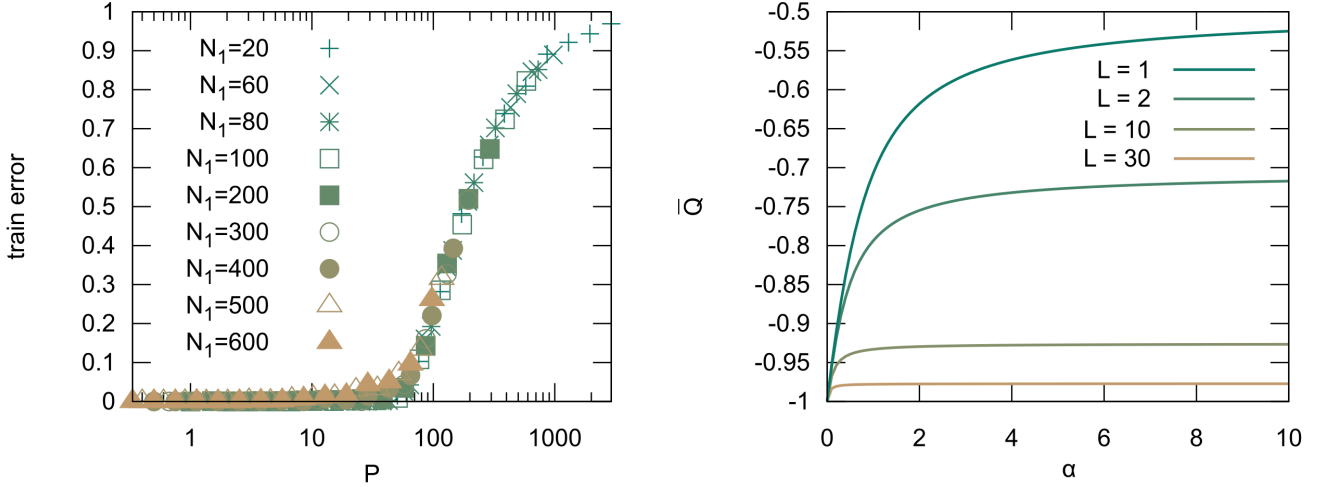 train error
1
0.9
0.8
0.7
0.6
0.5
0.4
0.3
0.2
0.1
0
N1=20
N1=60
N1=80
N1=100
N1=200
N1=300
N1=400
N1=500
N1=600
1 10 100 1000
P
Q̅
-0.5
-0.55
-0.6
-0.65
-0.7
-0.75
-0.8
-0.85
-0.9
-0.95
-1
L = 1
L = 2
L = 10
L = 30
0 2 4 6 8 10
α